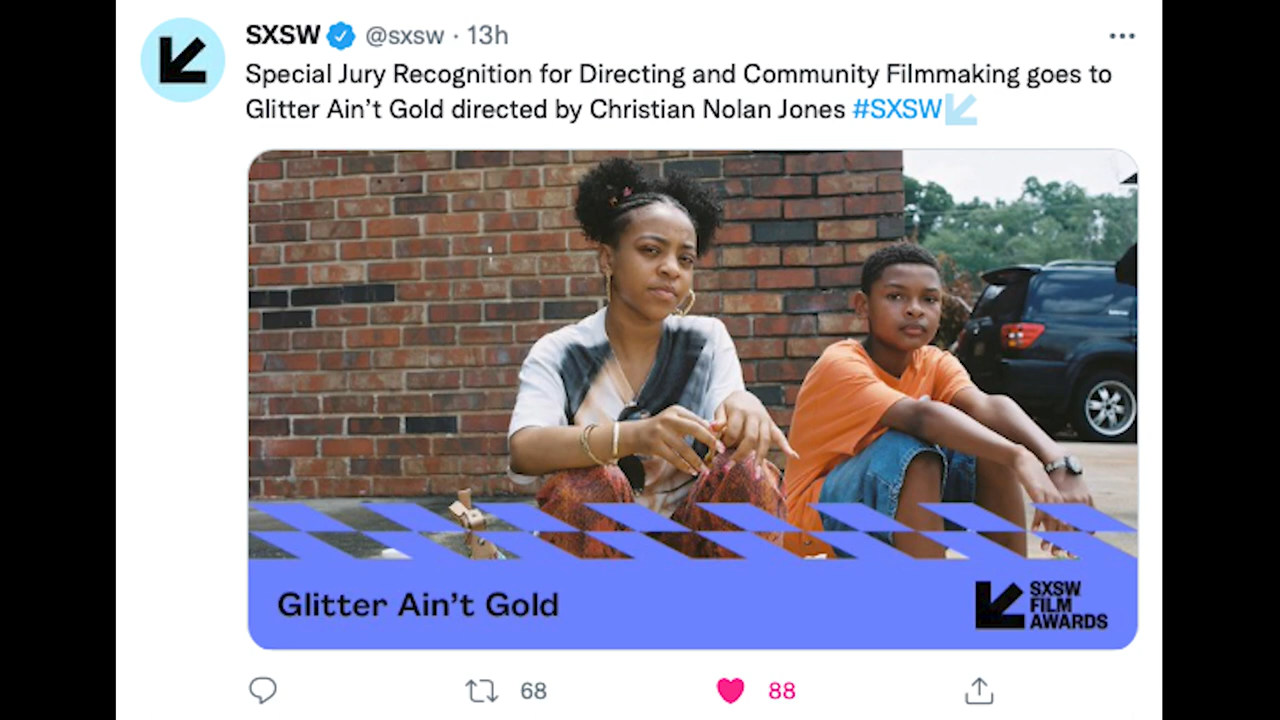 SXSW @sxsw · 13h
Special Jury Recognition for Directing and Community Filmmaking goes to
Glitter Ain’t Gold directed by Christian Nolan Jones #SXSW
Glitter Ain’t Gold
SXSW
FILM
AWARDS
68
88